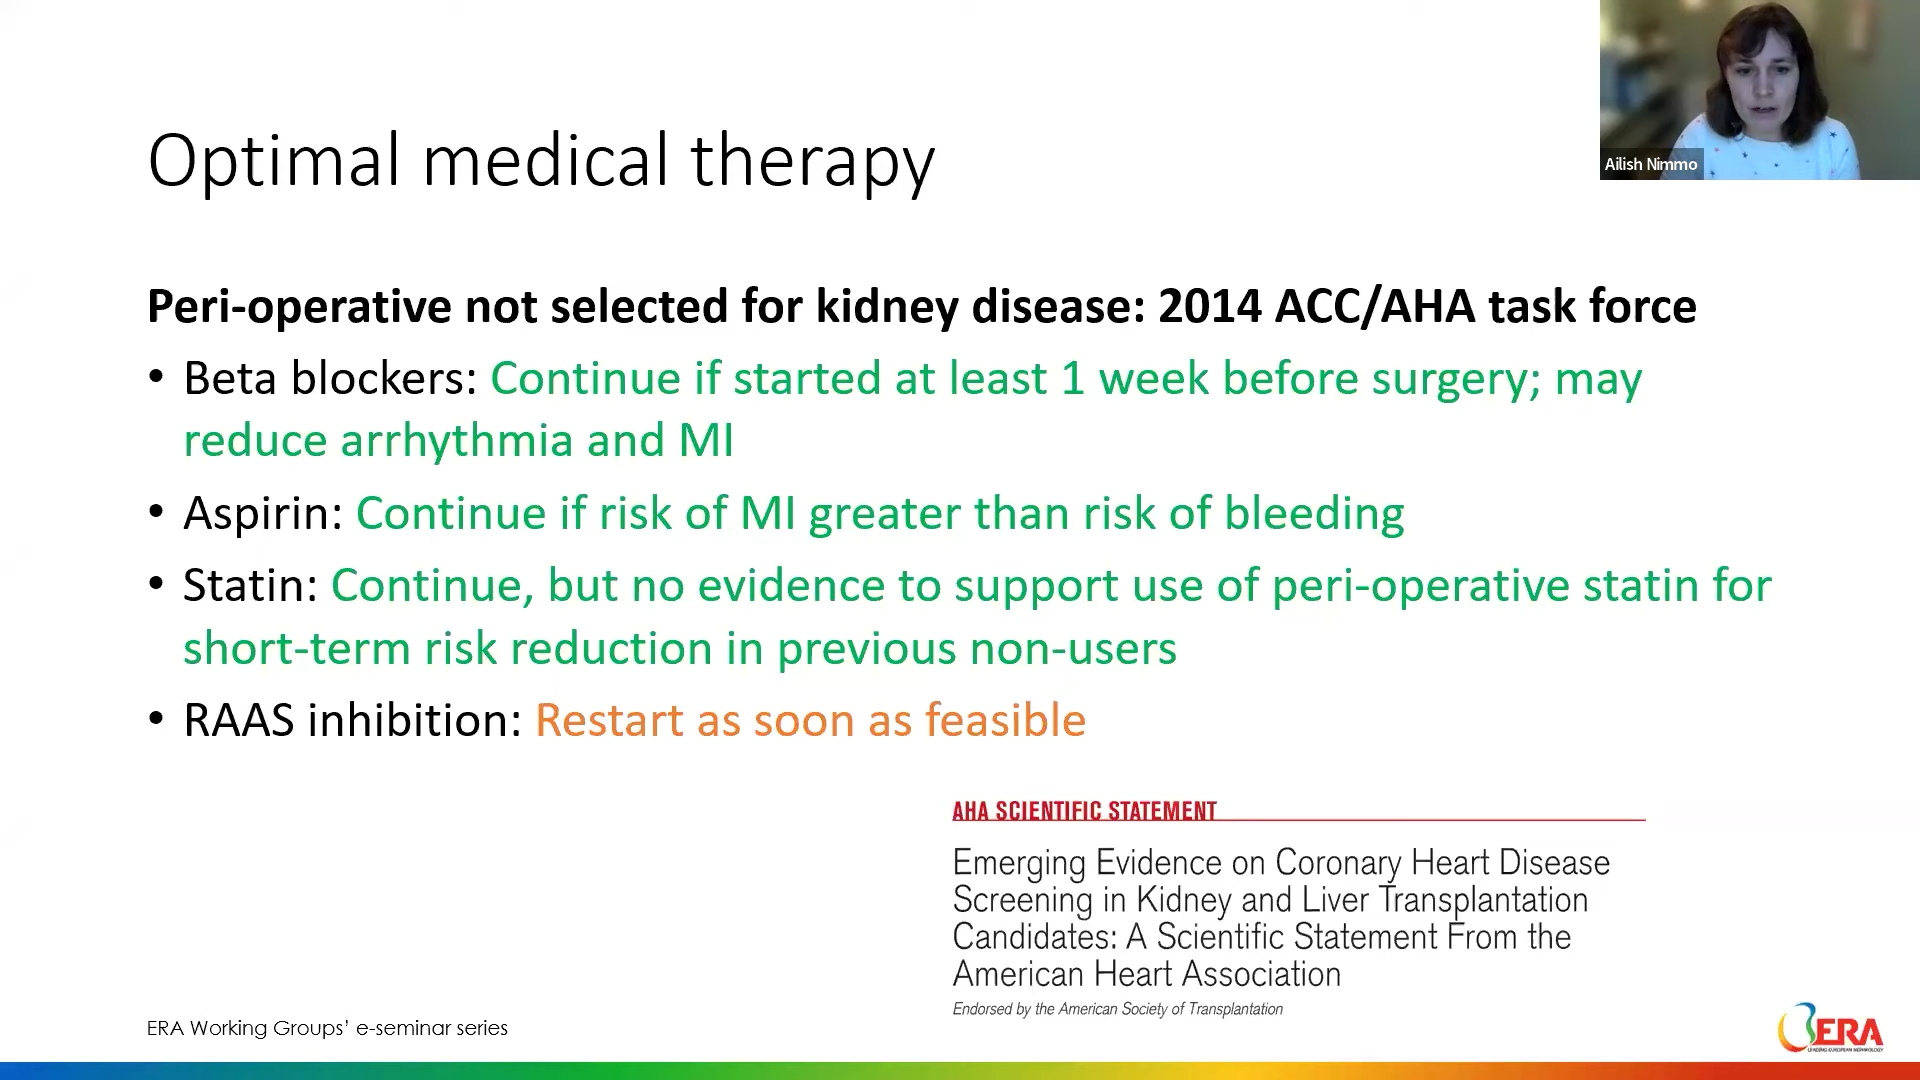 Ailish Nimmo
Optimal medical therapy
Peri-operative not selected for kidney disease: 2014 ACC/AHA task force
• Beta blockers: Continue if started at least 1 week before surgery; may
reduce arrhythmia and MI
• Aspirin: Continue if risk of MI greater than risk of bleeding
• Statin: Continue, but no evidence to support use of peri-operative statin for
short-term risk reduction in previous non-users
• RAAS inhibition: Restart as soon as feasible
AHA SCIENTIFIC STATEMENT
Emerging Evidence on Coronary Heart Disease
Screening in Kidney and Liver Transplantation
Candidates: A Scientific Statement From the
American Heart Association
Endorsed by the American Society of Transplantation
ERA Working Groups’ e-seminar series
ERA
LEADING EUROPEAN NEPHROLOGY